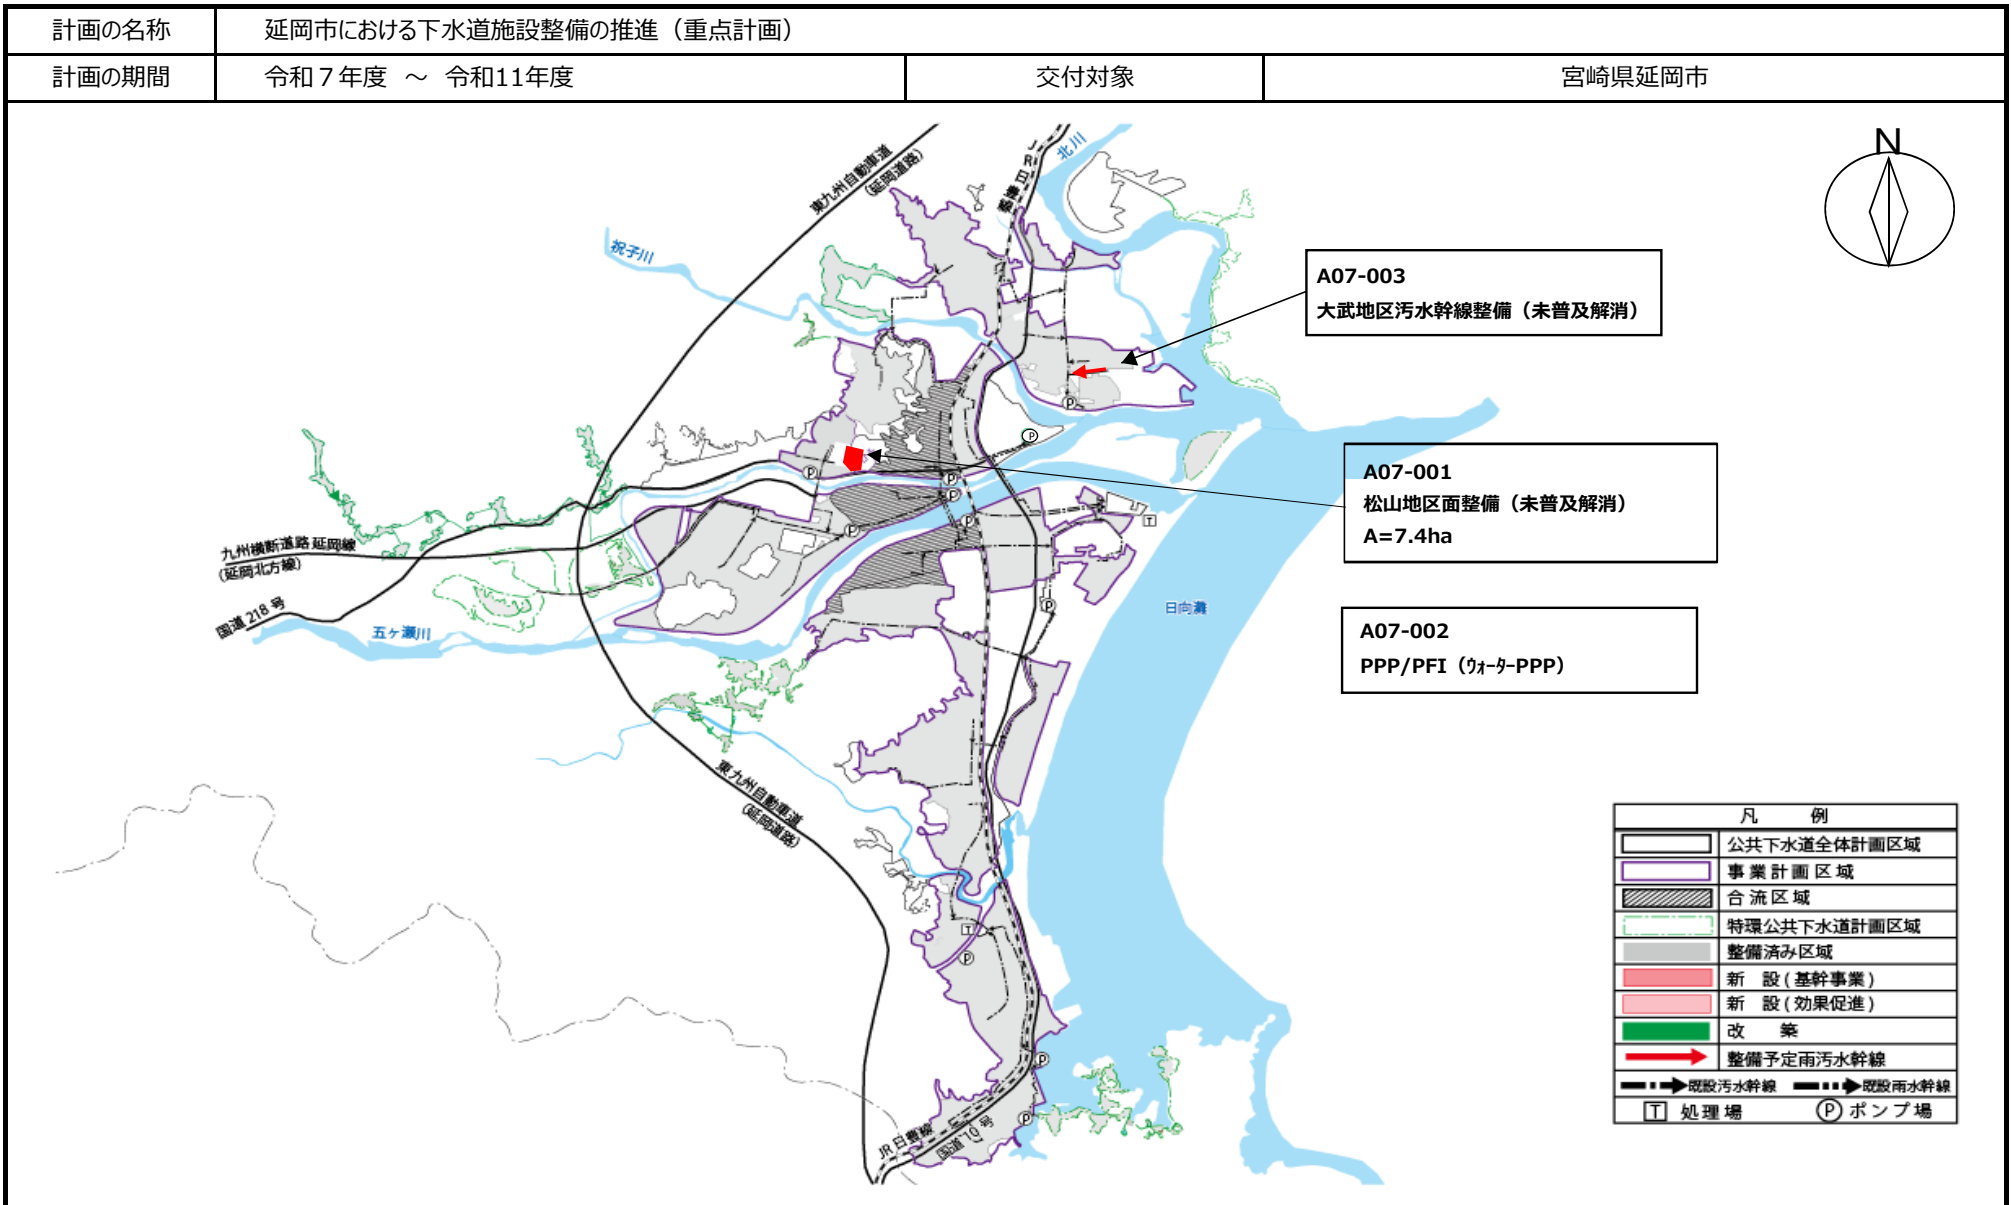 計画の名称
延岡市における下水道施設整備の推進（重点計画）
計画の期間
令和７年度　～　令和11年度
交付対象
宮崎県延岡市
N
東九州自動車道
(延岡道路)
JR日豊線
北川
祝子川
A07-003
大武地区汚水幹線整備（未普及解消）
A07-001
松山地区面整備（未普及解消）
A=7.4ha
A07-002
PPP/PFI（ｳｫｰﾀｰPPP）
九州横断道路 延岡線
(延岡北方線)
国道 218 号
五ヶ瀬川
日向灘
P
P
P
P
P
P
P
T
P
東九州自動車道
(延岡道路)
T
P
P
P
JR 日豊線
国道 10 号
凡　例
公共下水道全体計画区域
事業計画区域
合流区域
特環公共下水道計画区域
整備済み区域
新　設(基幹事業)
新　設(効果促進)
改　築
整備予定雨汚水幹線
既設汚水幹線　既設雨水幹線
T 処理場　P ポンプ場